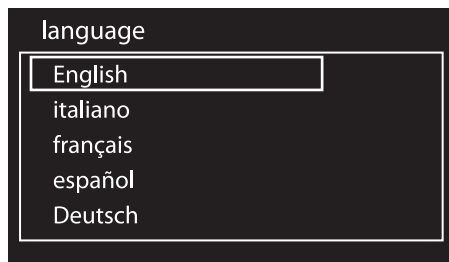 language
English
italiano
français
español
Deutsch